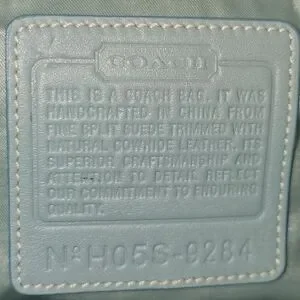 COACH
THIS IS A COACH BAG. IT WAS
HANDCRAFTED IN CHINA FROM
FINE SPLIT SUEDE TRIMMED WITH
NATURAL COWHIDE LEATHER. ITS
SUPERIOR CRAFTSMANSHIP AND
ATTENTION TO DETAIL REFLECT
OUR COMMITMENT TO ENDURING
QUALITY.
Nº H05S-9284